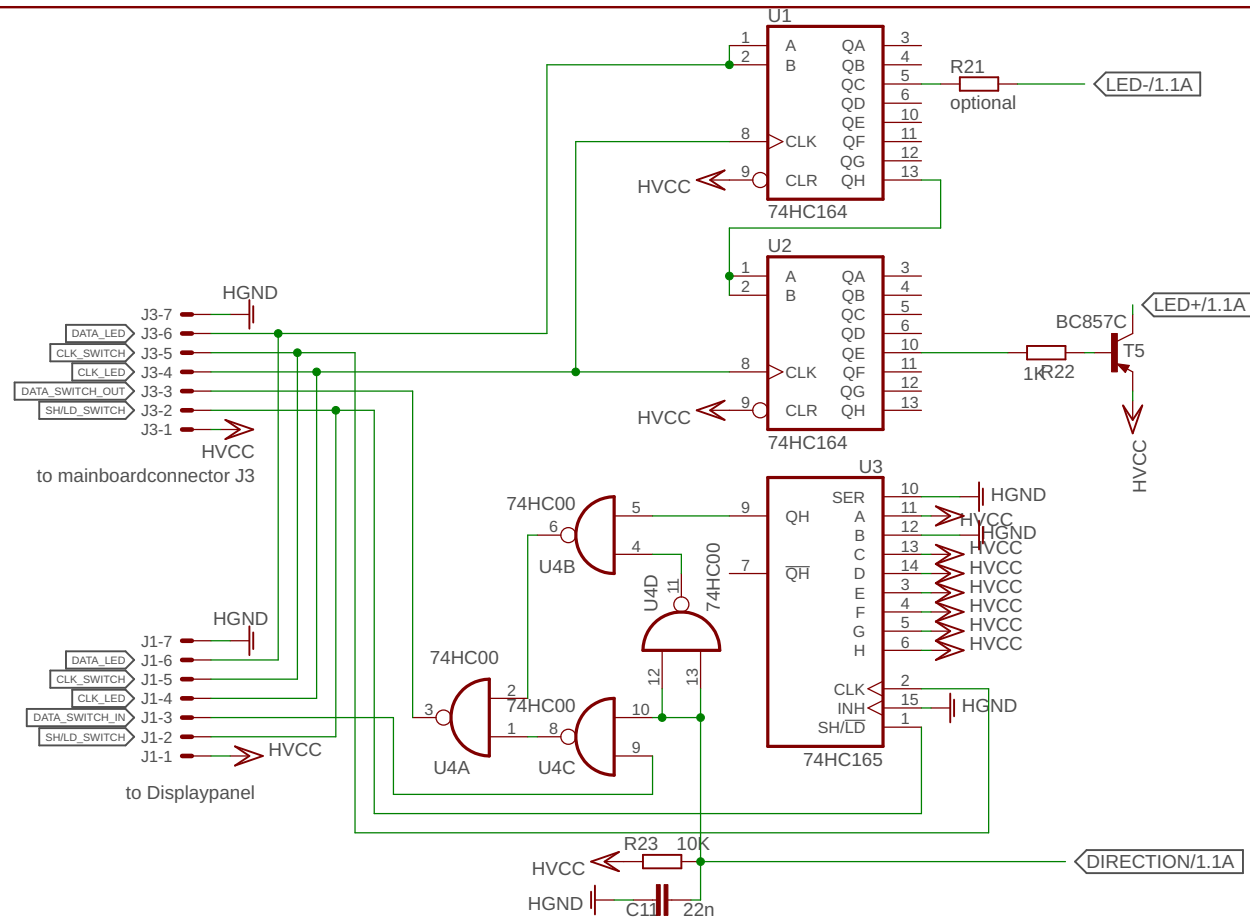 U1
1 A QA 3
2 B QB 4
QC 5
QD 6
QE 10
8 CLK QF 11
QG 12
9 CLR QH 13
HVCC
74HC164
R21
optional
LED-/1.1A
U2
1 A QA 3
2 B QB 4
QC 5
QD 6
QE 10
8 CLK QF 11
QG 12
9 CLR QH 13
HVCC
74HC164
LED+/1.1A
BC857C
T5
1K R22
HVCC
HGND
J3-7
DATA_LED J3-6
CLK_SWITCH J3-5
CLK_LED J3-4
DATA_SWITCH_OUT J3-3
SH/LD_SWITCH J3-2
J3-1
HVCC
to mainboardconnector J3
U3
SER 10 HGND
A 11 HVCC
B 12 HGND
C 13 HVCC
D 14 HVCC
E 3 HVCC
F 4 HVCC
G 5 HVCC
H 6 HVCC
9 QH
7 QH
CLK 2
INH 15 HGND
SH/LD 1
74HC165
74HC00
6 5
4
U4B
U4D
11
74HC00
12 13
HGND
J1-7
DATA_LED J1-6
CLK_SWITCH J1-5
CLK_LED J1-4
DATA_SWITCH_IN J1-3
SH/LD_SWITCH J1-2
J1-1 HVCC
to Displaypanel
74HC00
3 2
1
U4A
74HC00
8 10
9
U4C
R23 10K
HVCC
DIRECTION/1.1A
HGND C11 22n